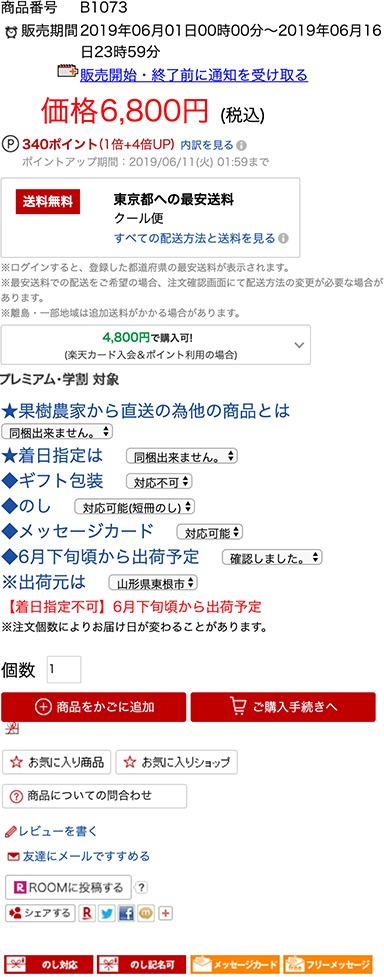 商品番号 B1073
販売期間 2019年06月01日00時00分〜2019年06月16
日23時59分
販売開始・終了前に通知を受け取る
価格6,800円 (税込)
P 340ポイント(1倍+4倍UP) 内訳を見る i
ポイントアップ期間：2019/06/11(火) 01:59まで
送料無料 東京都への最安送料
クール便
すべての配送方法と送料を見る i
※ログインすると、登録した都道府県の最安送料が表示されます。
※最安送料での配送をご希望の場合、注文確認画面にて配送方法の変更が必要な場合が
あります。
※離島・一部地域は追加送料がかかる場合があります。
4,800円で購入可!
(楽天カード入会＆ポイント利用の場合)
プレミアム・学割 対象
★果樹農家から直送の為他の商品とは
同梱出来ません。
★着日指定は 同梱出来ません。
◆ギフト包装 対応不可
◆のし 対応可能(短冊のし)
◆メッセージカード 対応可能
◆6月下旬頃から出荷予定 確認しました。
※出荷元は 山形県東根市
【着日指定不可】6月下旬頃から出荷予定
※注文個数によりお届け日が変わることがあります。
個数 1
商品をかごに追加 ご購入手続きへ
お気に入り商品 お気に入りショップ
? 商品についての問合わせ
レビューを書く
友達にメールですすめる
R ROOMに投稿する ?
シェアする R f m +
のし対応 のし記名可 メッセージカード free フリーメッセージ